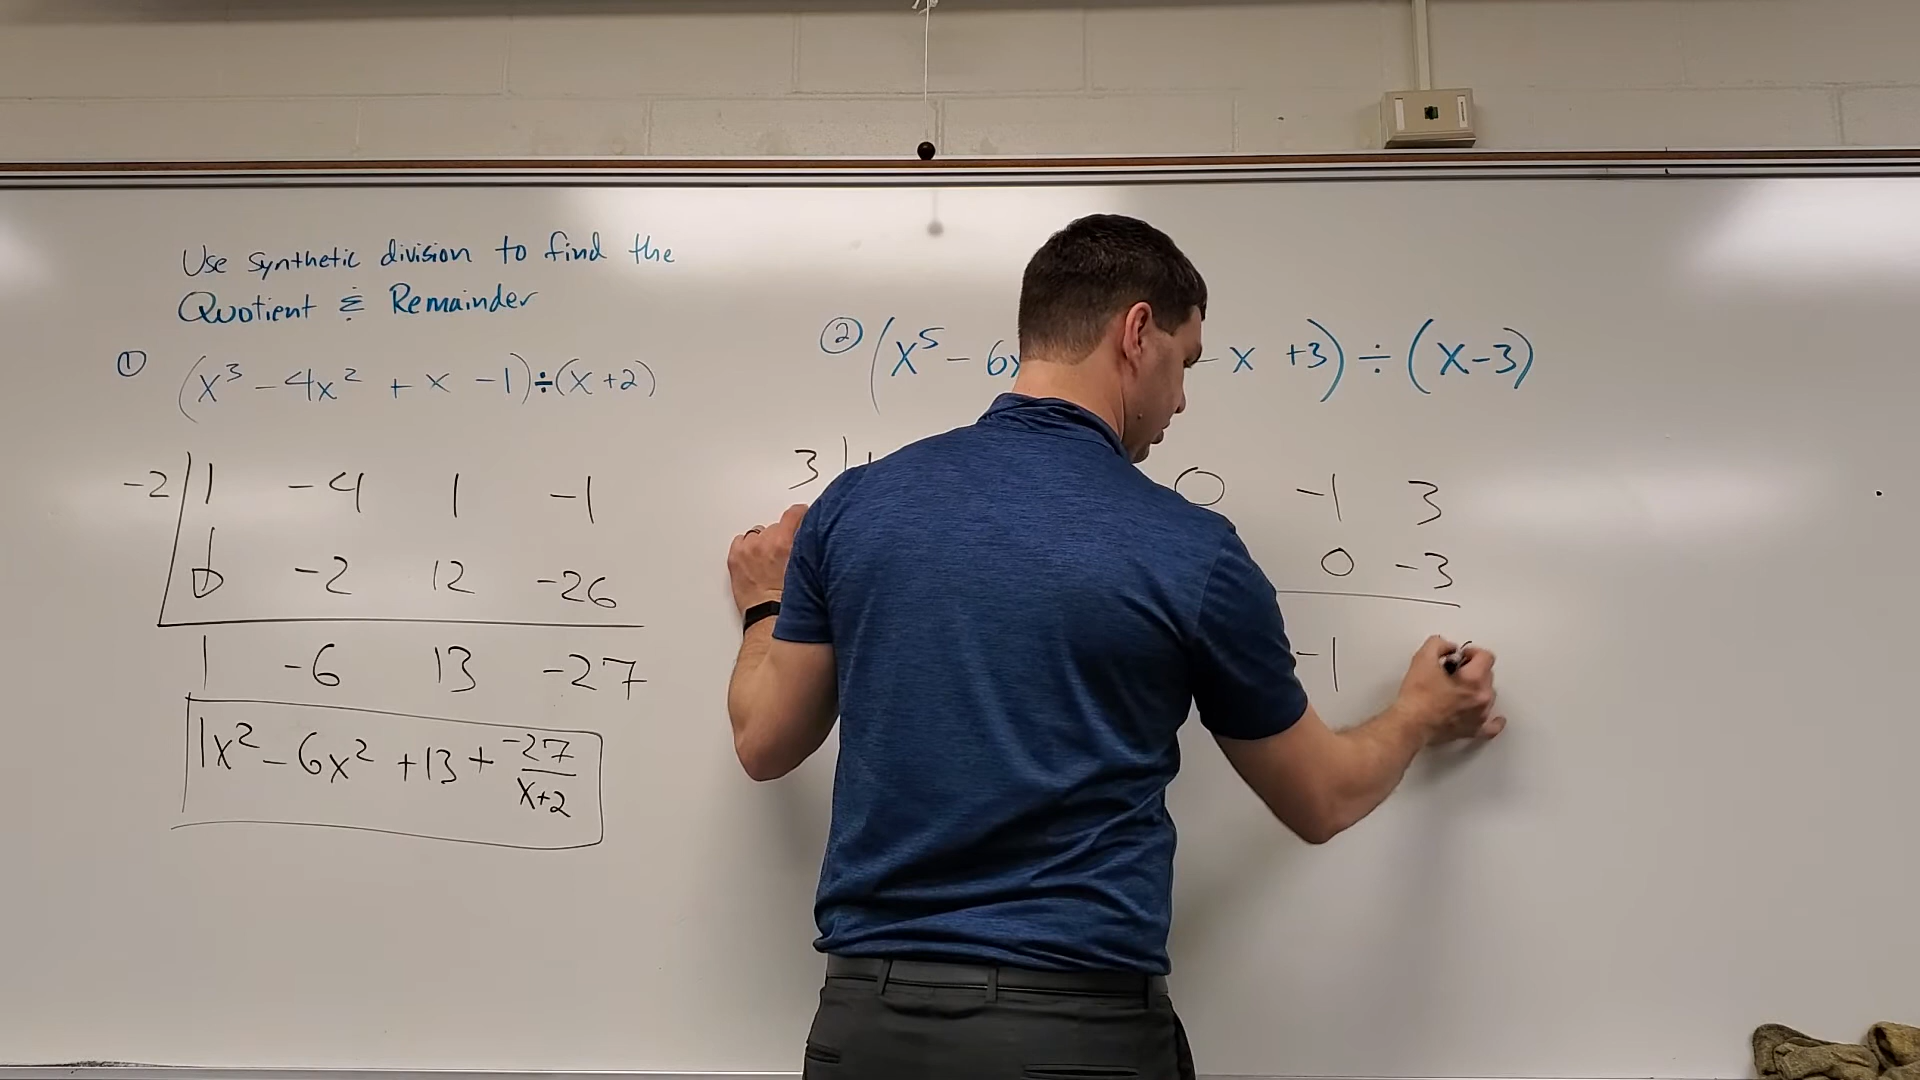 Use synthetic division to find the
Quotient & Remainder
① (x³ - 4x² + x - 1) ÷ (x + 2)
-2 1 -4 1 -1
0 -2 12 -26
1 -6 13 -27
1x² - 6x² + 13 + -27/x+2
② (x⁵ - 6x - x + 3) ÷ (x - 3)
3 0 -1 3
0 -3
-1